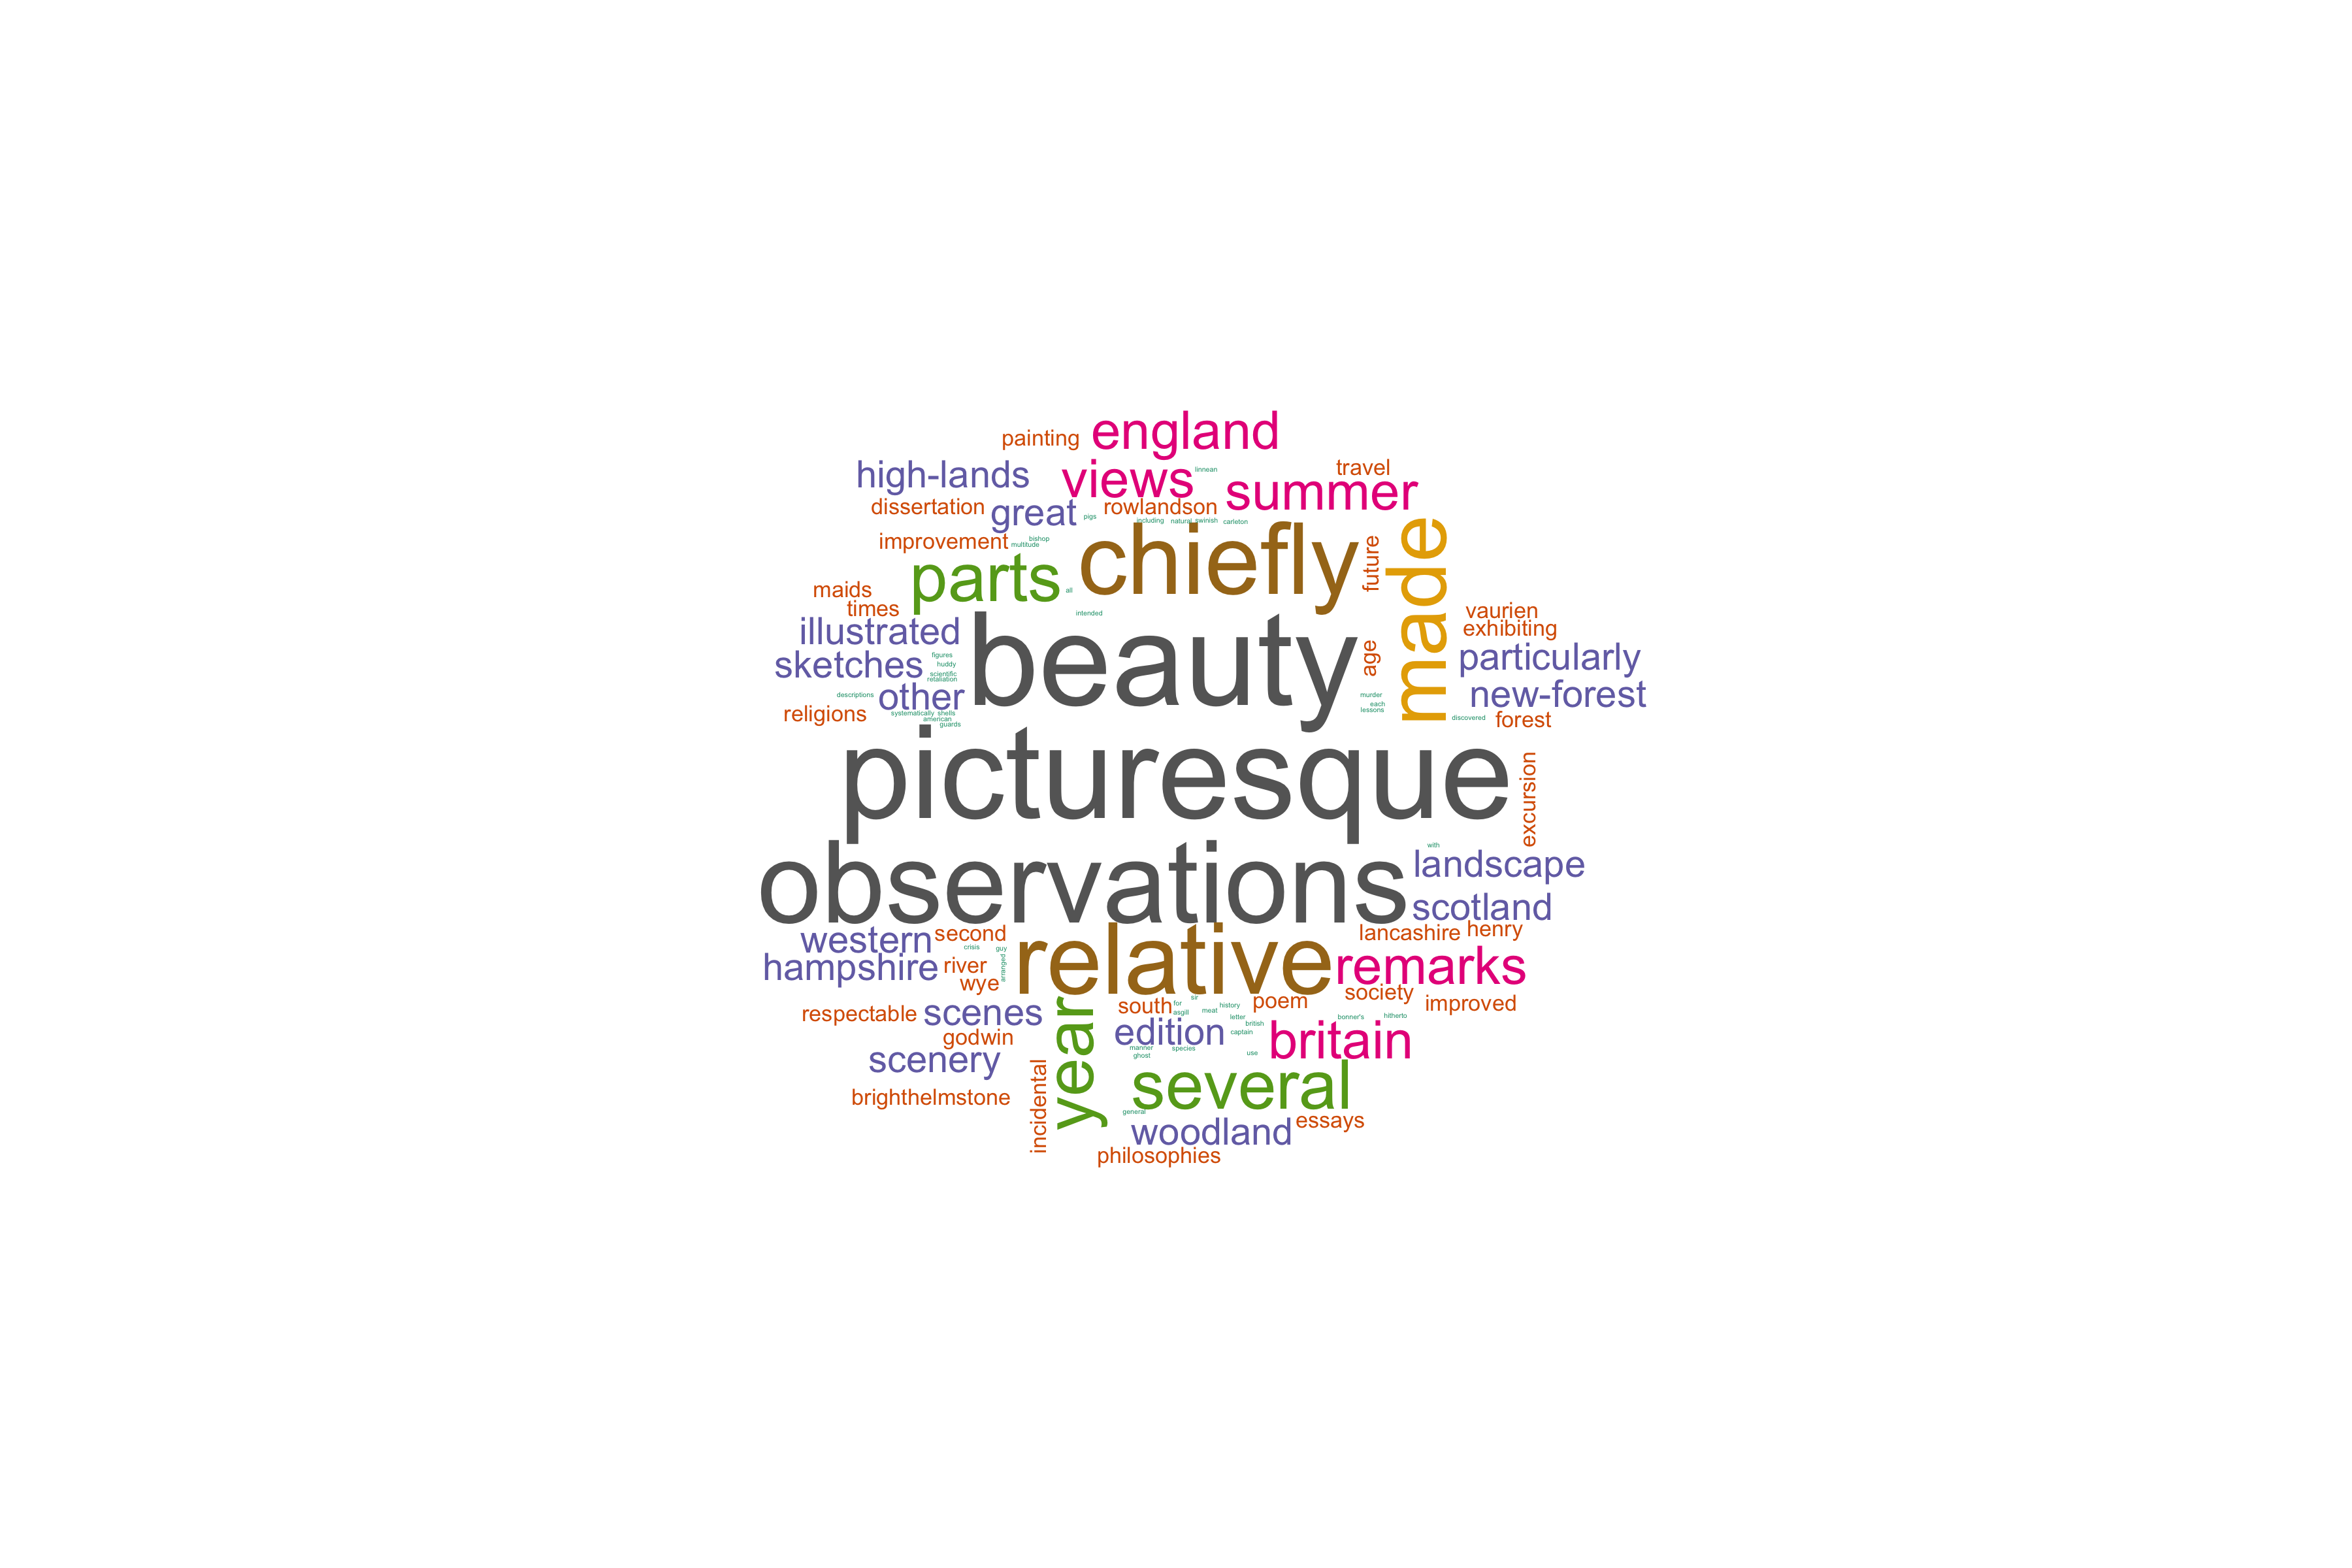 england
painting
views
linnean
high-lands
travel
summer
dissertation
great
rowlandson
pigs
including
natural
swinish
carleton
improvement
bishop
multitude
chiefly
future
made
parts
all
maids
times
intended
vaurien
exhibiting
illustrated
beauty
age
particularly
sketches
figures
huddy
scientific
retaliation
other
descriptions
murder
each
lessons
new-forest
religions
systematically
shells
american
guards
discovered
forest
picturesque
excursion
with
observations
landscape
scotland
western
second
crisis
guy
arranged
relative
lancashire
henry
hampshire
river
wye
remarks
respectable
scenes
year
south
for
asgill
sir
meat
history
letter
british
captain
poem
society
improved
bonner's
hitherto
godwin
edition
manner
ghost
species
use
britain
scenery
incidental
several
brighthelmstone
general
woodland
essays
philosophies